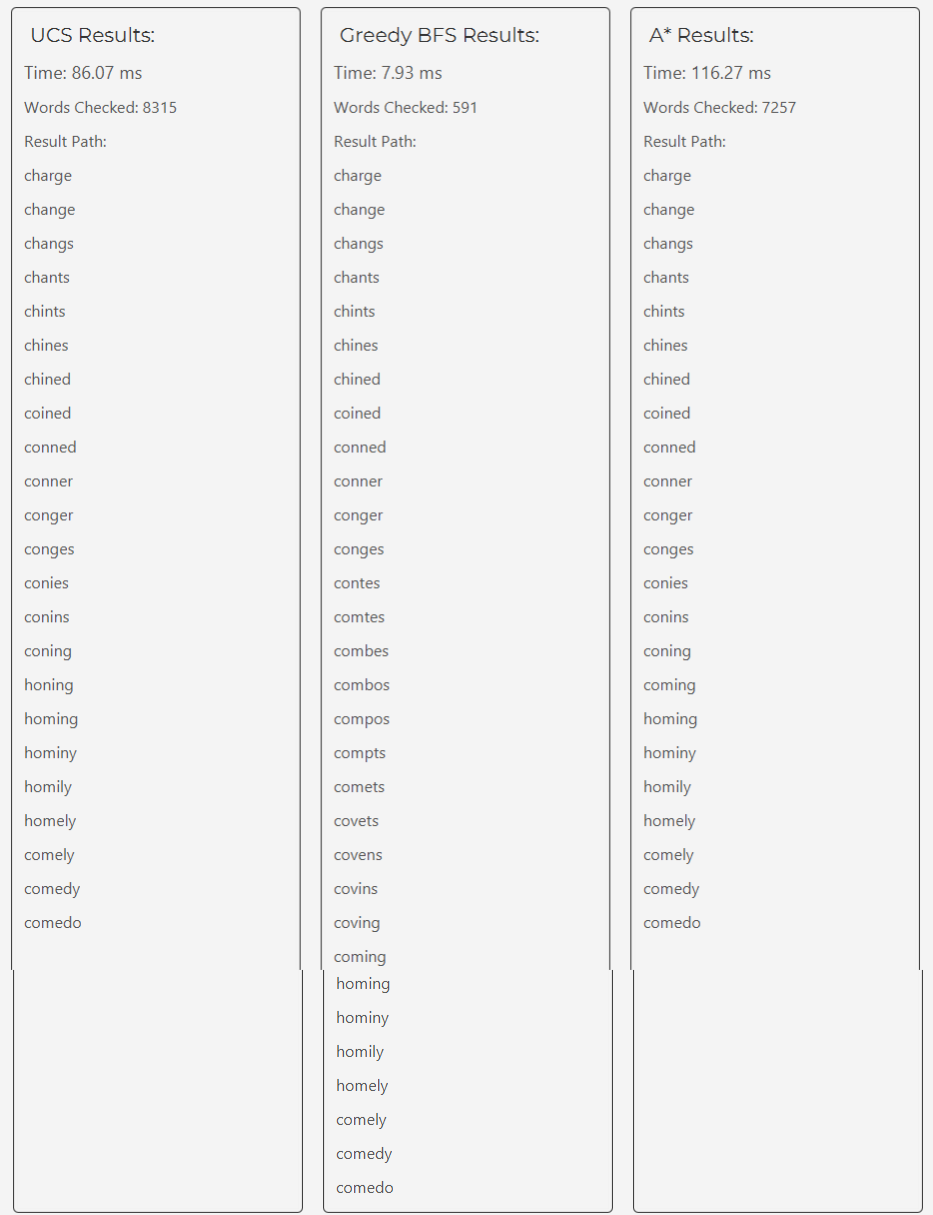 UCS Results:
Time: 86.07 ms
Words Checked: 8315
Result Path:
charge
change
changs
chants
chints
chines
chined
coined
conned
conner
conger
conges
conies
conins
coning
honing
homing
hominy
homily
homely
comely
comedy
comedo
Greedy BFS Results:
Time: 7.93 ms
Words Checked: 591
Result Path:
charge
change
changs
chants
chints
chines
chined
coined
conned
conner
conger
conges
contes
comtes
combes
combos
compos
compts
comets
covets
covens
covins
coving
coming
homing
hominy
homily
homely
comely
comedy
comedo
A* Results:
Time: 116.27 ms
Words Checked: 7257
Result Path:
charge
change
changs
chants
chints
chines
chined
coined
conned
conner
conger
conges
conies
conins
coning
coming
homing
hominy
homily
homely
comely
comedy
comedo